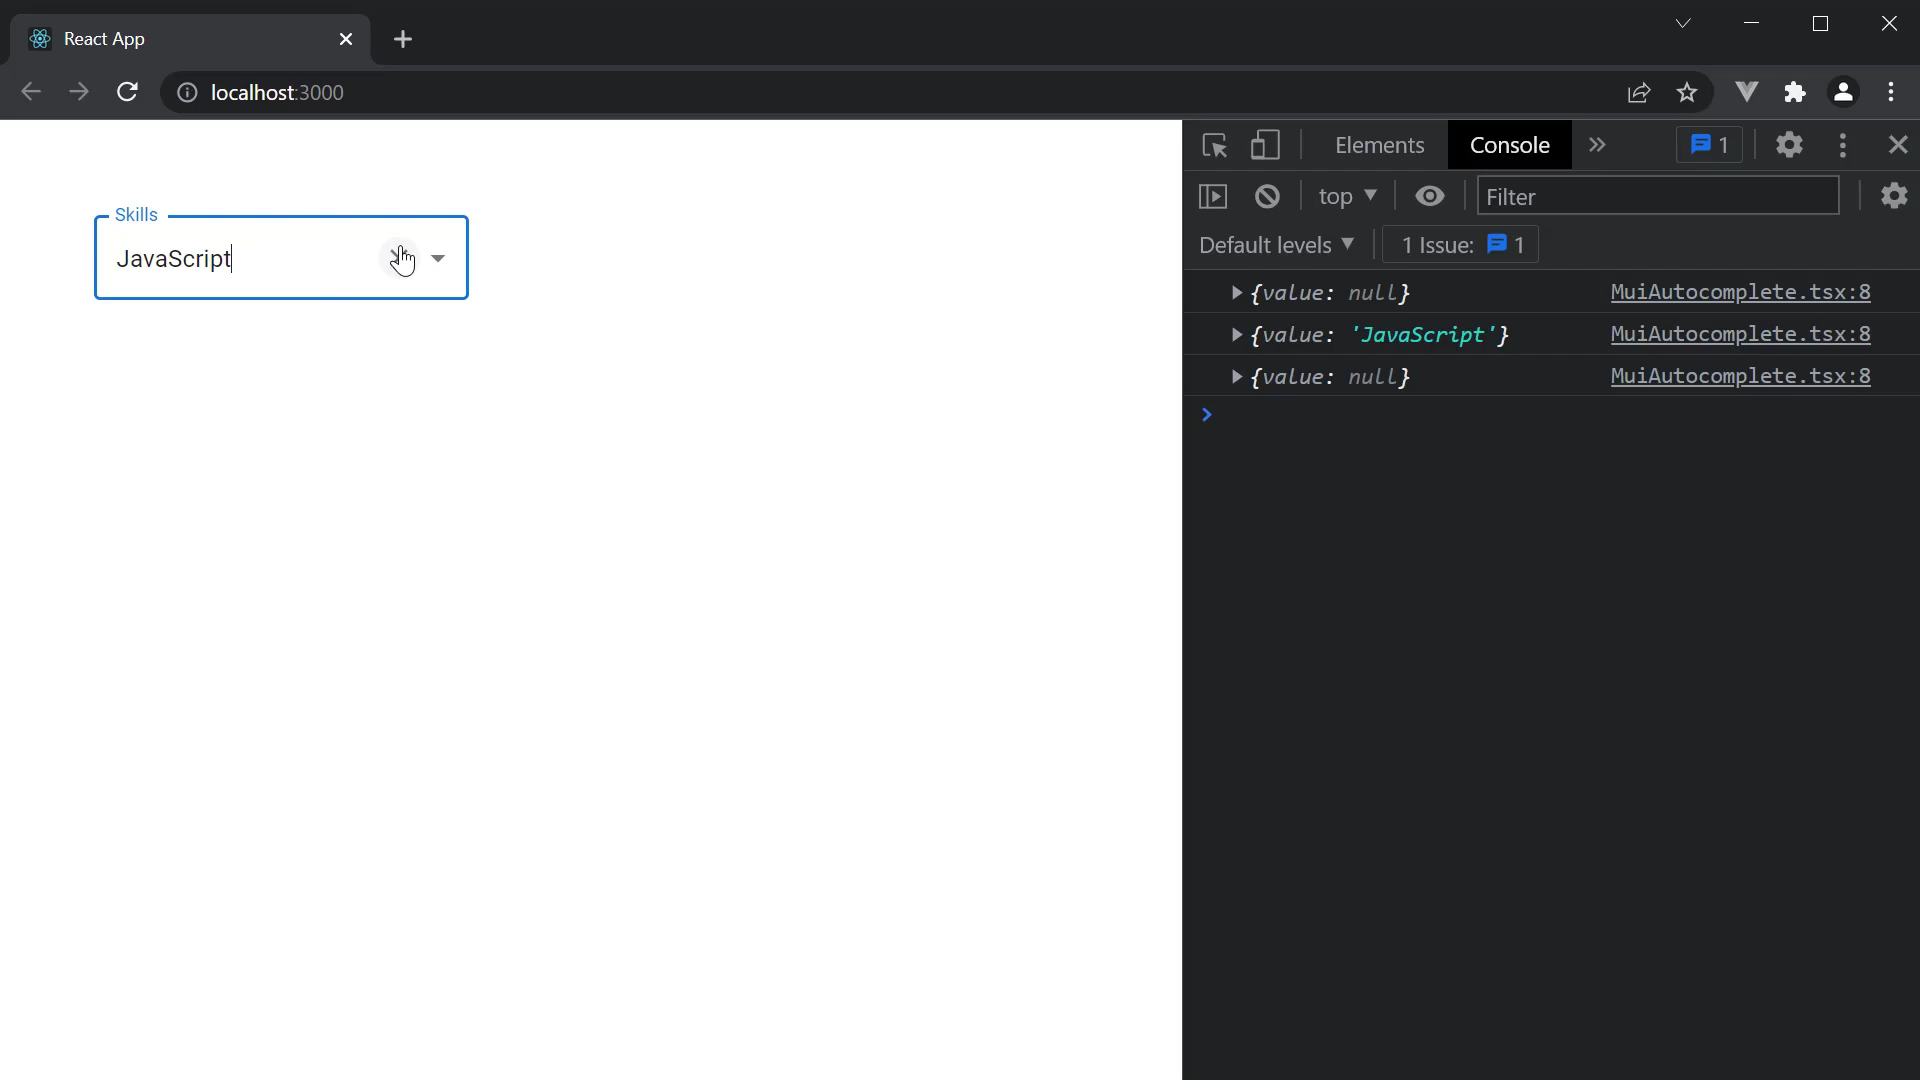 React App
localhost:3000
Elements
Console
1
top
Filter
Default levels
1 Issue:
1
{value: null}
MuiAutocomplete.tsx:8
{value: 'JavaScript'}
MuiAutocomplete.tsx:8
{value: null}
MuiAutocomplete.tsx:8
Skills
JavaScript